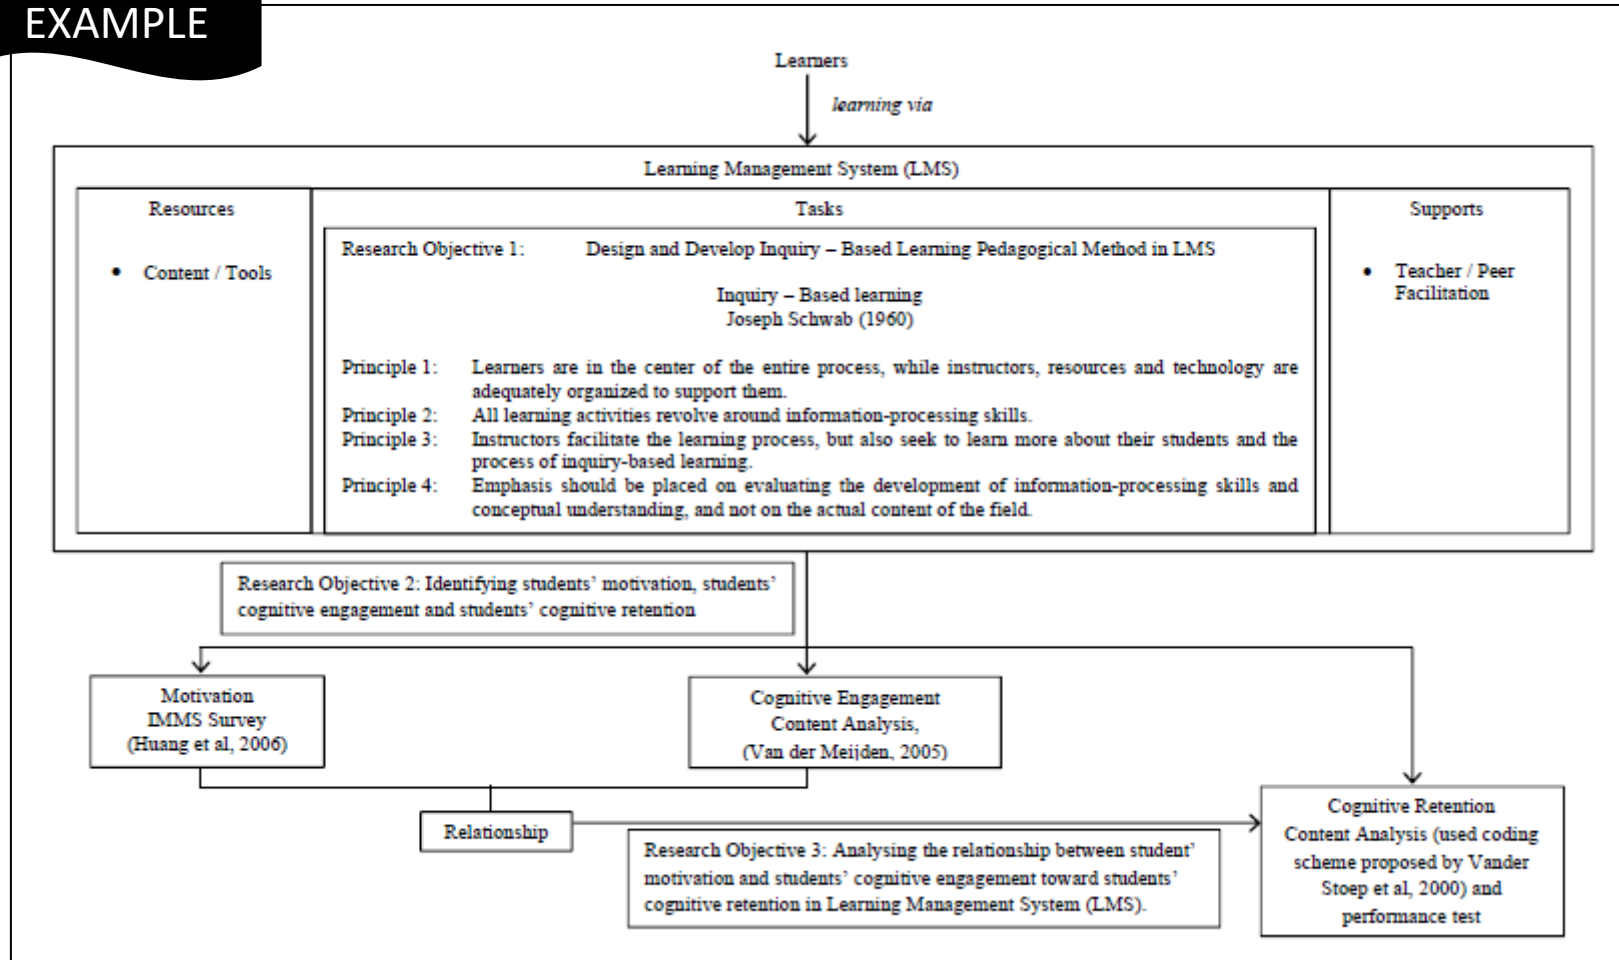 EXAMPLE
Learners
learning via
Learning Management System (LMS)
Resources
• Content / Tools
Tasks
Research Objective 1: Design and Develop Inquiry – Based Learning Pedagogical Method in LMS
Inquiry – Based learning
Joseph Schwab (1960)
Principle 1: Learners are in the center of the entire process, while instructors, resources and technology are
adequately organized to support them.
Principle 2: All learning activities revolve around information-processing skills.
Principle 3: Instructors facilitate the learning process, but also seek to learn more about their students and the
process of inquiry-based learning.
Principle 4: Emphasis should be placed on evaluating the development of information-processing skills and
conceptual understanding, and not on the actual content of the field.
Supports
• Teacher / Peer
Facilitation
Research Objective 2: Identifying students’ motivation, students’
cognitive engagement and students’ cognitive retention
Motivation
IMMS Survey
(Huang et al, 2006)
Cognitive Engagement
Content Analysis,
(Van der Meijden, 2005)
Relationship
Research Objective 3: Analysing the relationship between student’
motivation and students’ cognitive engagement toward students’
cognitive retention in Learning Management System (LMS).
Cognitive Retention
Content Analysis (used coding
scheme proposed by Vander
Stoep et al, 2000) and
performance test